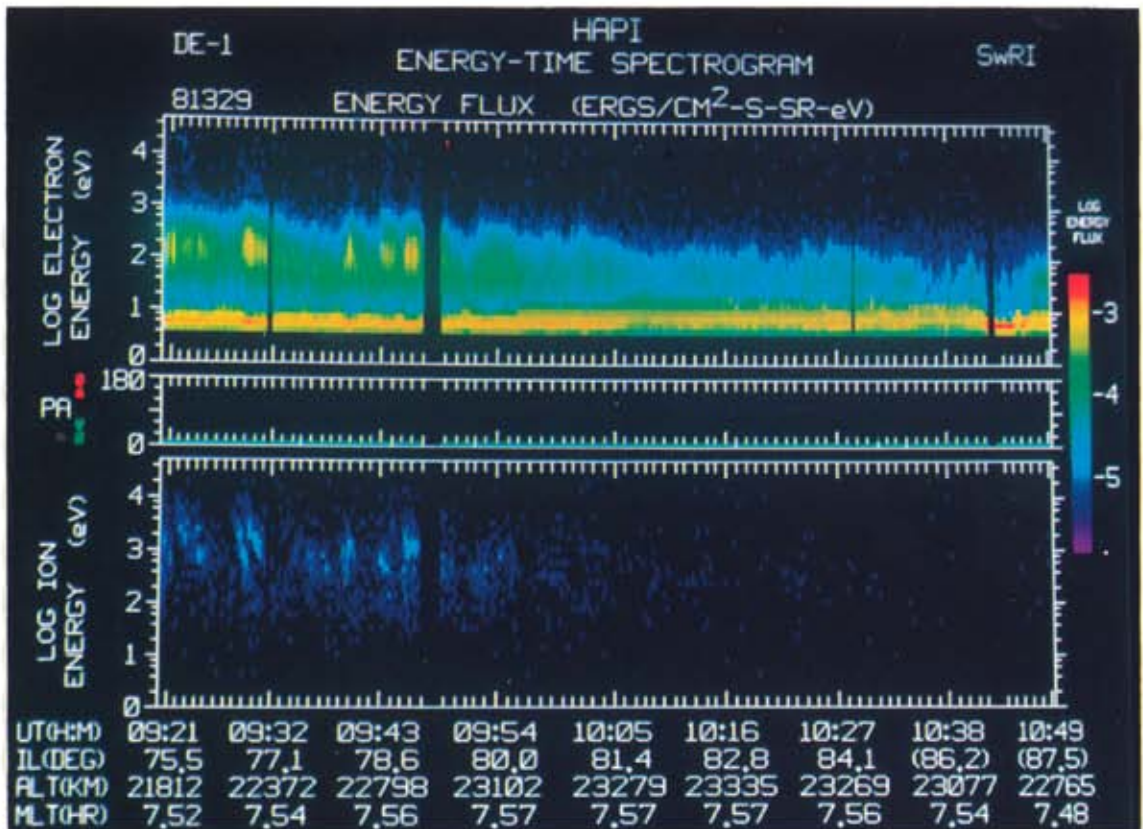 DE-1
HAPI
ENERGY-TIME SPECTROGRAM
SwRI
81329 ENERGY FLUX (ERGS/CM2-S-SR-eV)
LOG ELECTRON
ENERGY (eV)
4
3
2
1
0
LOG
ENERGY
FLUX
-3
-4
-5
PA
180
0
LOG ION
ENERGY (eV)
4
3
2
1
0
UT(H:M) 09:21 09:32 09:43 09:54 10:05 10:16 10:27 10:38 10:49
IL(DEG) 75.5 77.1 78.6 80.0 81.4 82.8 84.1 (86.2) (87.5)
ALT(KM) 21812 22372 22798 23102 23279 23335 23269 23077 22765
MLT(HR) 7.52 7.54 7.56 7.57 7.57 7.57 7.56 7.54 7.48